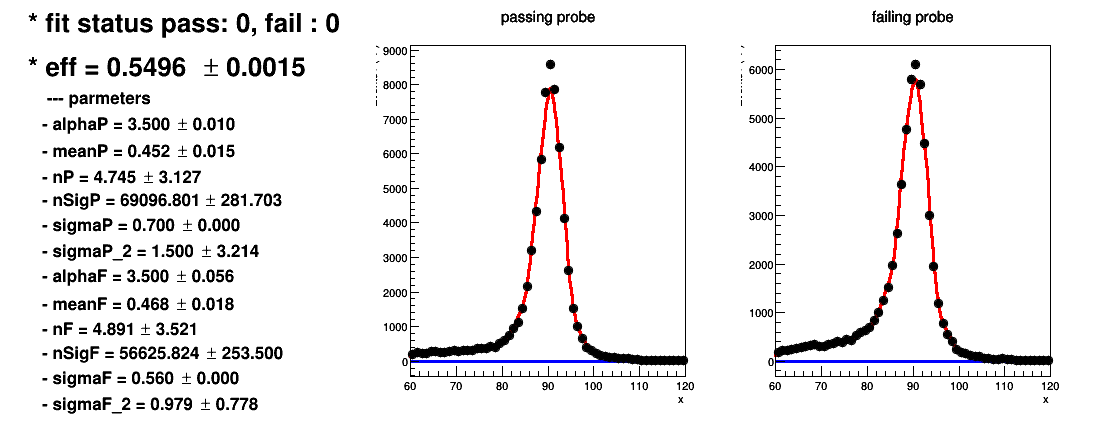 * fit status pass: 0, fail : 0
* eff = 0.5496 ± 0.0015
--- parmeters
- alphaP = 3.500 ± 0.010
- meanP = 0.452 ± 0.015
- nP = 4.745 ± 3.127
- nSigP = 69096.801 ± 281.703
- sigmaP = 0.700 ± 0.000
- sigmaP_2 = 1.500 ± 3.214
- alphaF = 3.500 ± 0.056
- meanF = 0.468 ± 0.018
- nF = 4.891 ± 3.521
- nSigF = 56625.824 ± 253.500
- sigmaF = 0.560 ± 0.000
- sigmaF_2 = 0.979 ± 0.778
passing probe
9000
8000
7000
6000
5000
4000
3000
2000
1000
0
60 70 80 90 100 110 120
x
failing probe
6000
5000
4000
3000
2000
1000
0
60 70 80 90 100 110 120
x